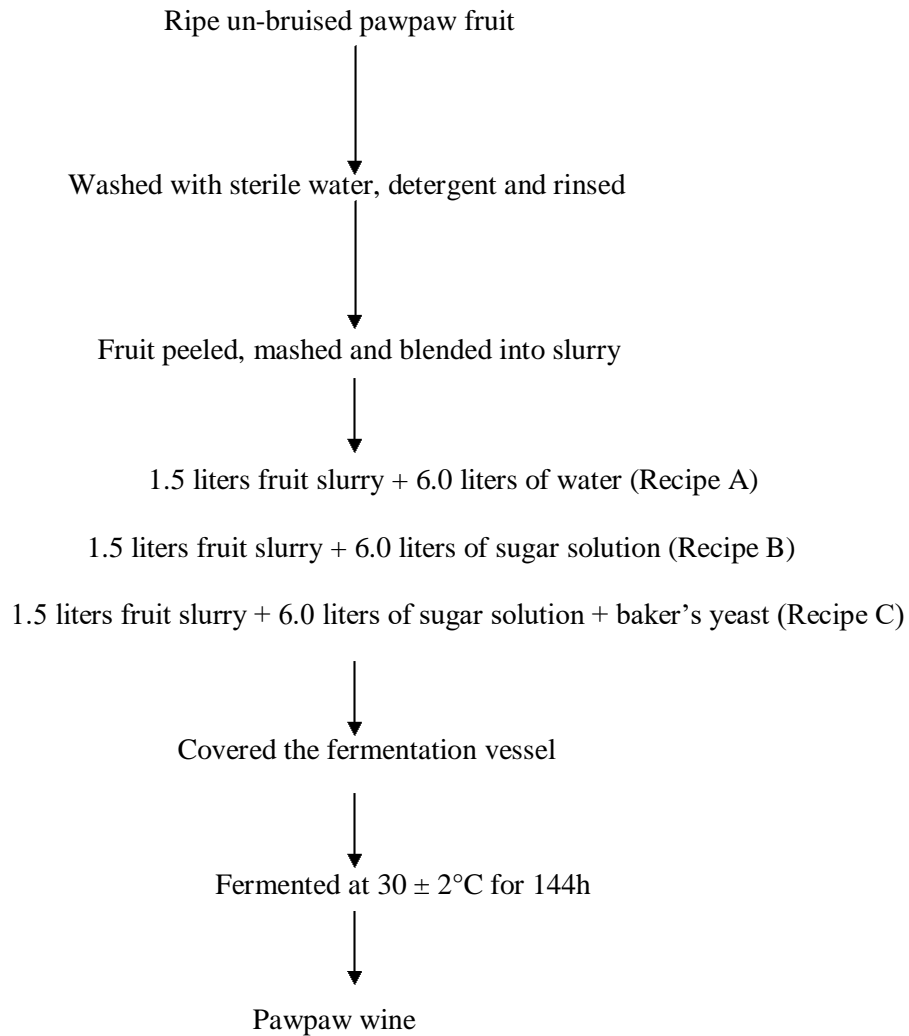 Ripe un-bruised pawpaw fruit
Washed with sterile water, detergent and rinsed
Fruit peeled, mashed and blended into slurry
1.5 liters fruit slurry + 6.0 liters of water (Recipe A)
1.5 liters fruit slurry + 6.0 liters of sugar solution (Recipe B)
1.5 liters fruit slurry + 6.0 liters of sugar solution + baker’s yeast (Recipe C)
Covered the fermentation vessel
Fermented at 30 ± 2°C for 144h
Pawpaw wine